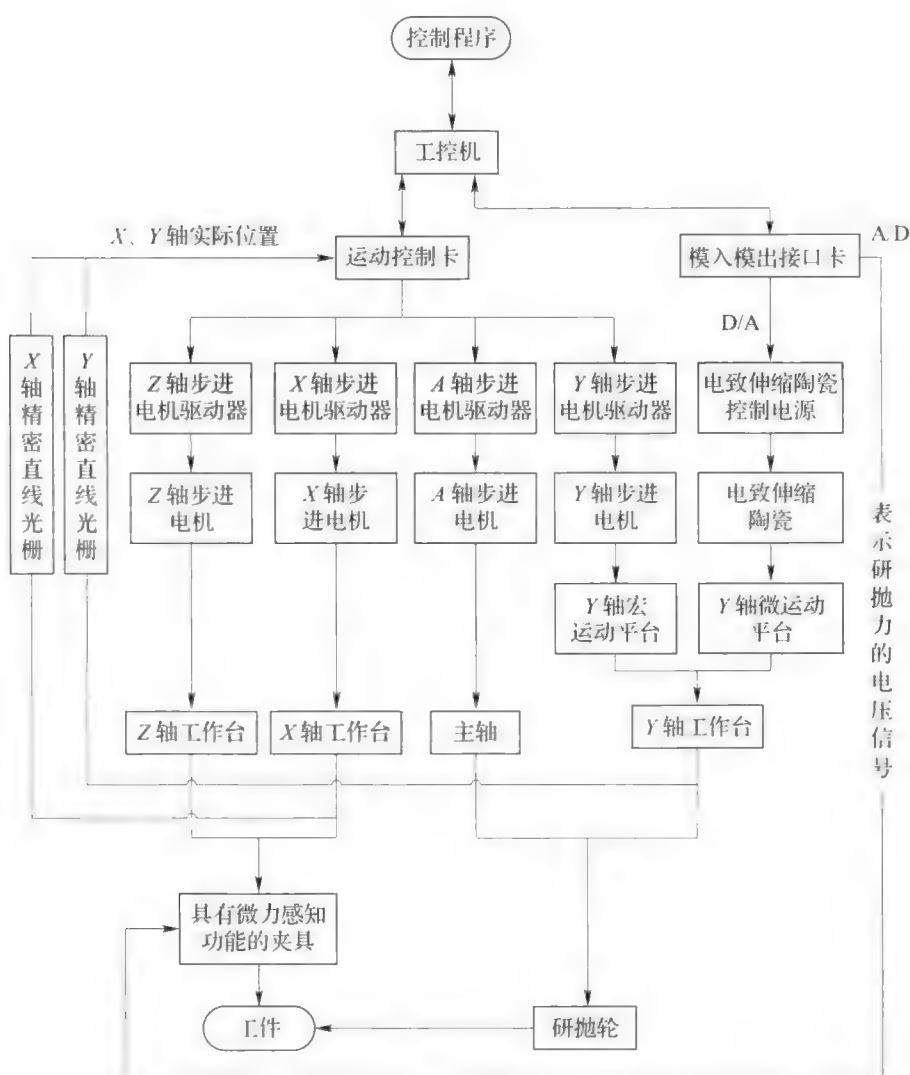 控制程序
工控机
X、Y轴实际位置
运动控制卡
模入模出接口卡
A/D
D/A
X轴精密直线光栅
Y轴精密直线光栅
Z轴步进
电机驱动器
X轴步进
电机驱动器
A轴步进
电机驱动器
Y轴步进
电机驱动器
电致伸缩陶瓷
控制电源
Z轴步进
电机
X轴步
进电机
A轴步进
电机
Y轴步进
电机
电致伸缩
陶瓷
Y轴宏
运动平台
Y轴微运动
平台
表示研抛力的电压信号
Z轴工作台
X轴工作台
主轴
Y轴工作台
具有微力感知
功能的夹具
工件
研抛轮